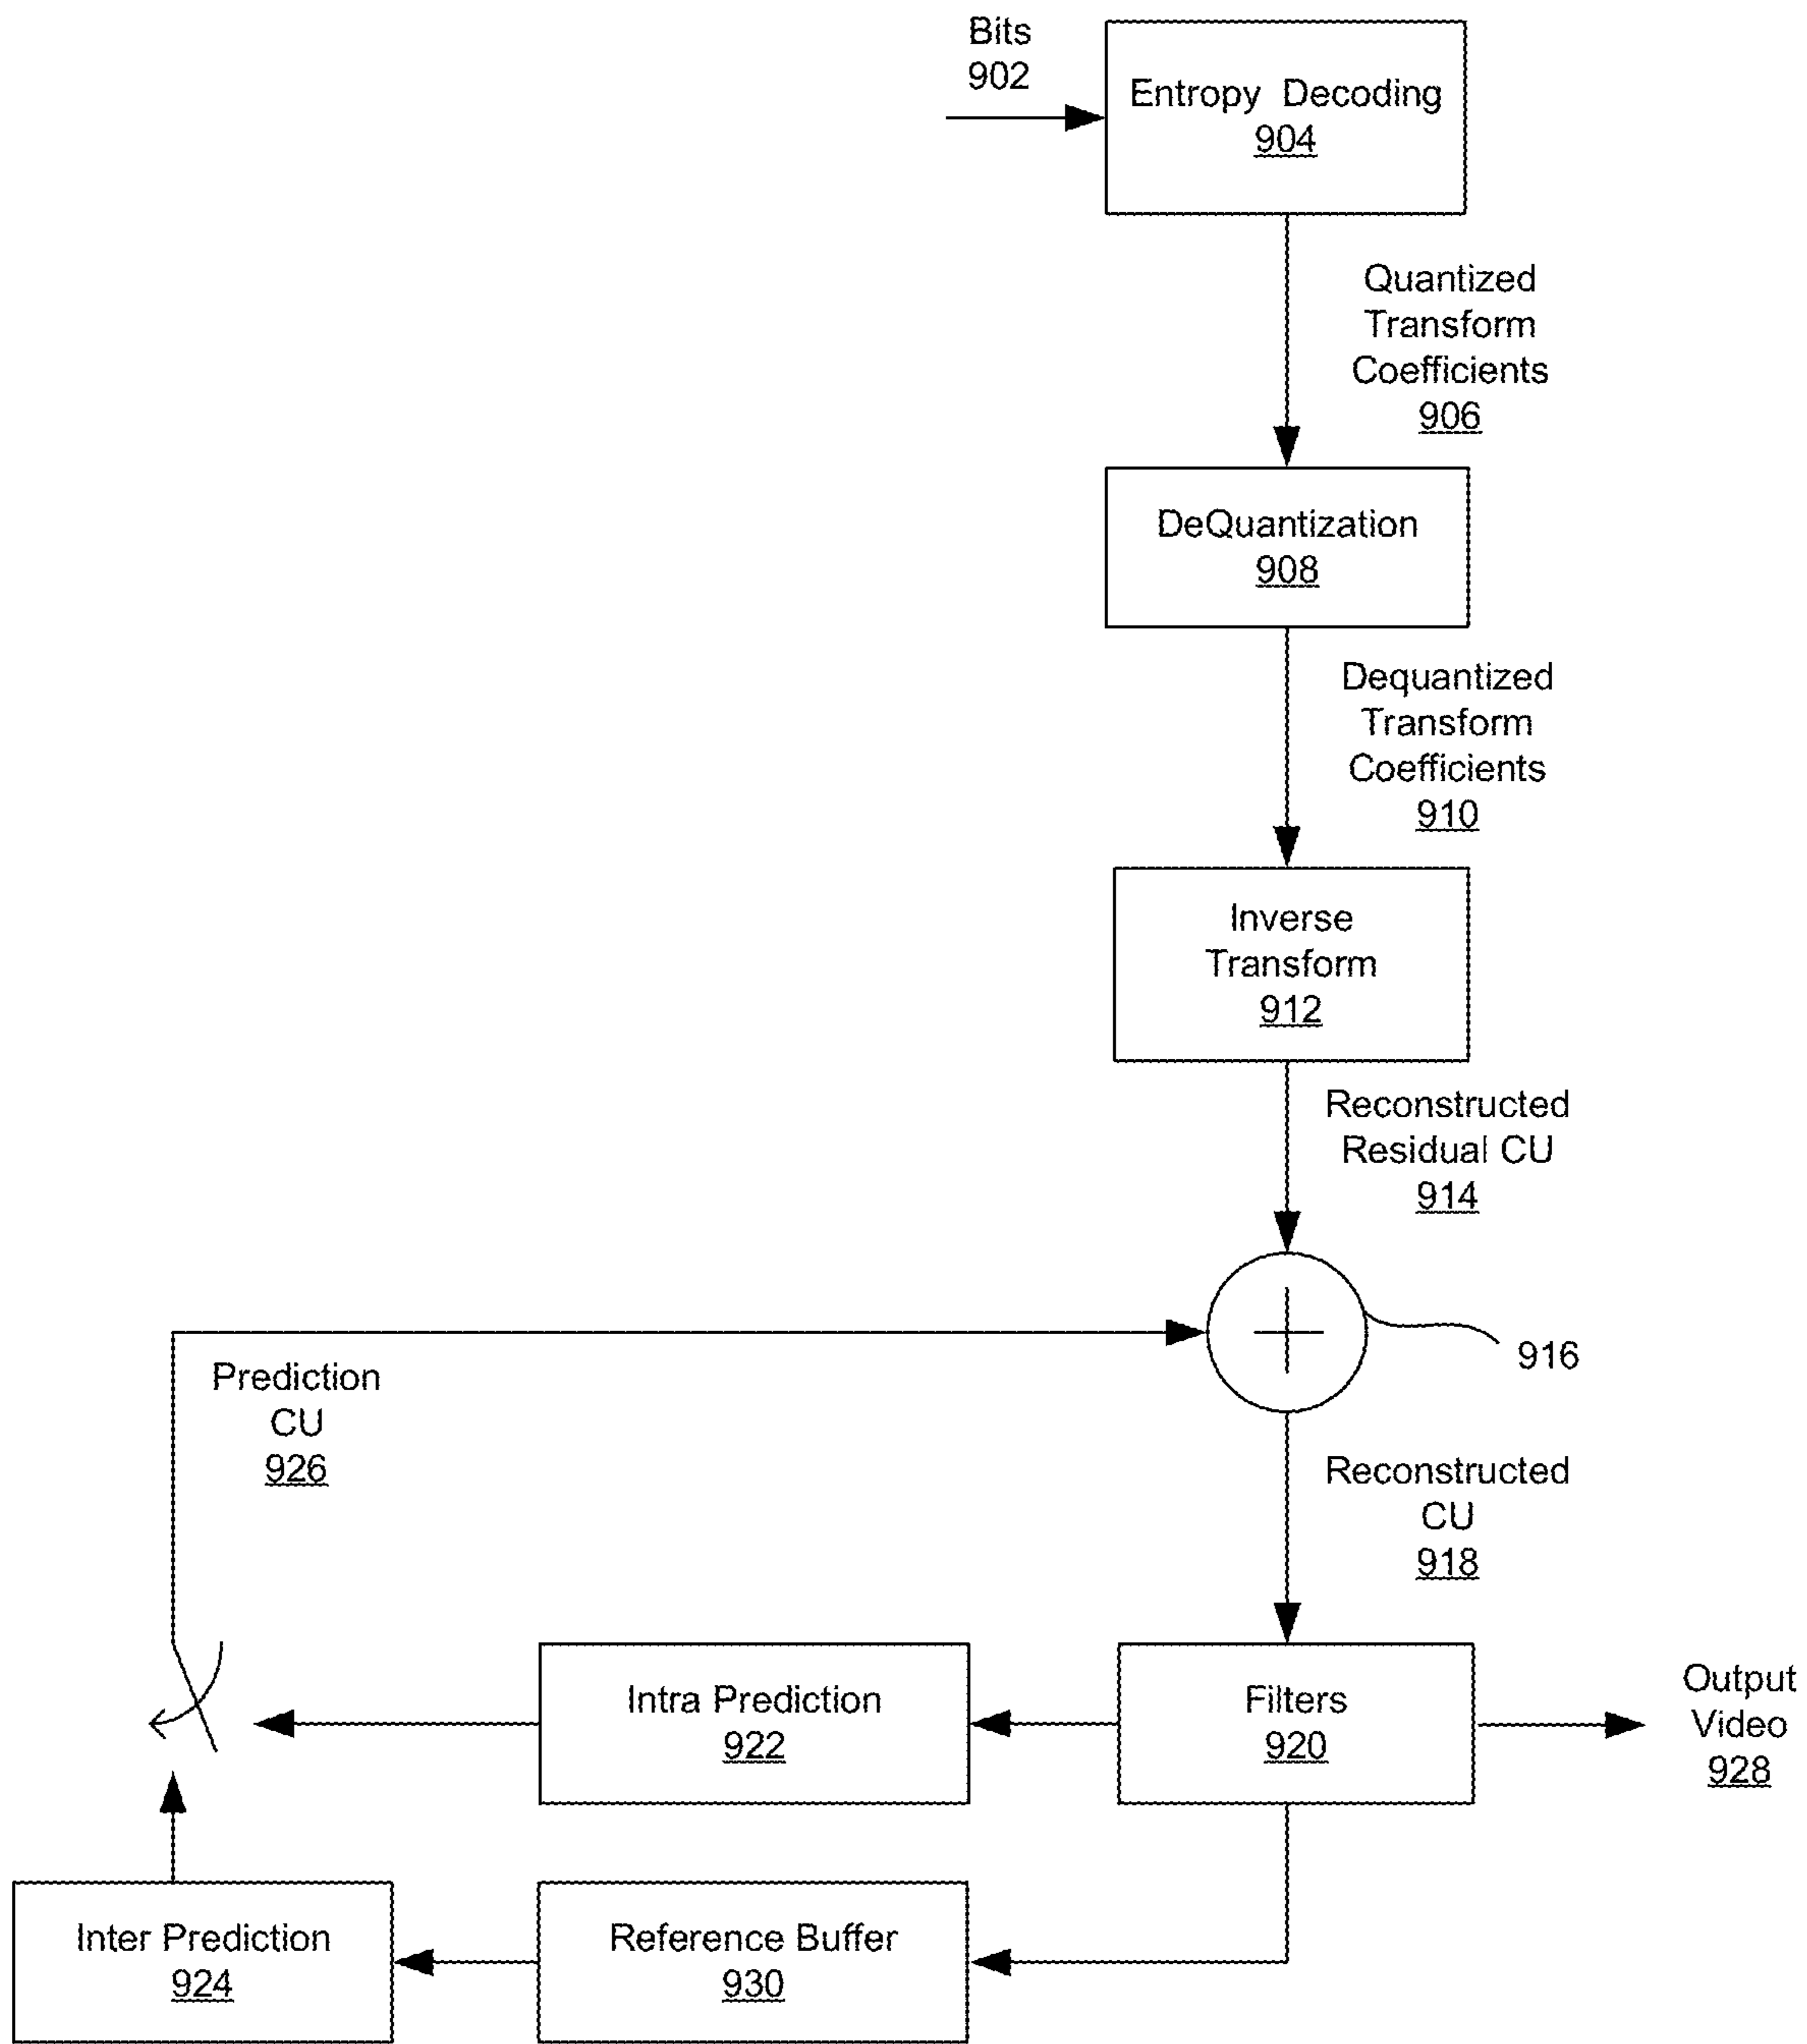 Bits
902
Entropy Decoding
904
Quantized
Transform
Coefficients
906
DeQuantization
908
Dequantized
Transform
Coefficients
910
Inverse
Transform
912
Reconstructed
Residual CU
914
916
Prediction
CU
926
Reconstructed
CU
918
Intra Prediction
922
Filters
920
Output
Video
928
Inter Prediction
924
Reference Buffer
930